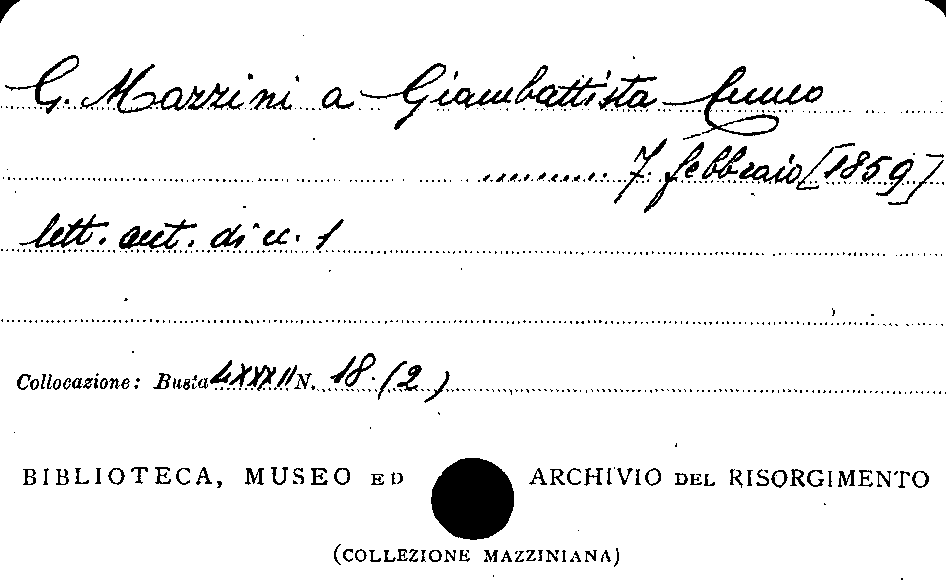 G. Mazzini a Giambattista Cuneo
........... 7. febbraio [1859]
lett. aut. di c. 1
Collocazione: Busta LXXXII N. 18. (2)
BIBLIOTECA, MUSEO ED ARCHIVIO DEL RISORGIMENTO
(COLLEZIONE MAZZINIANA)